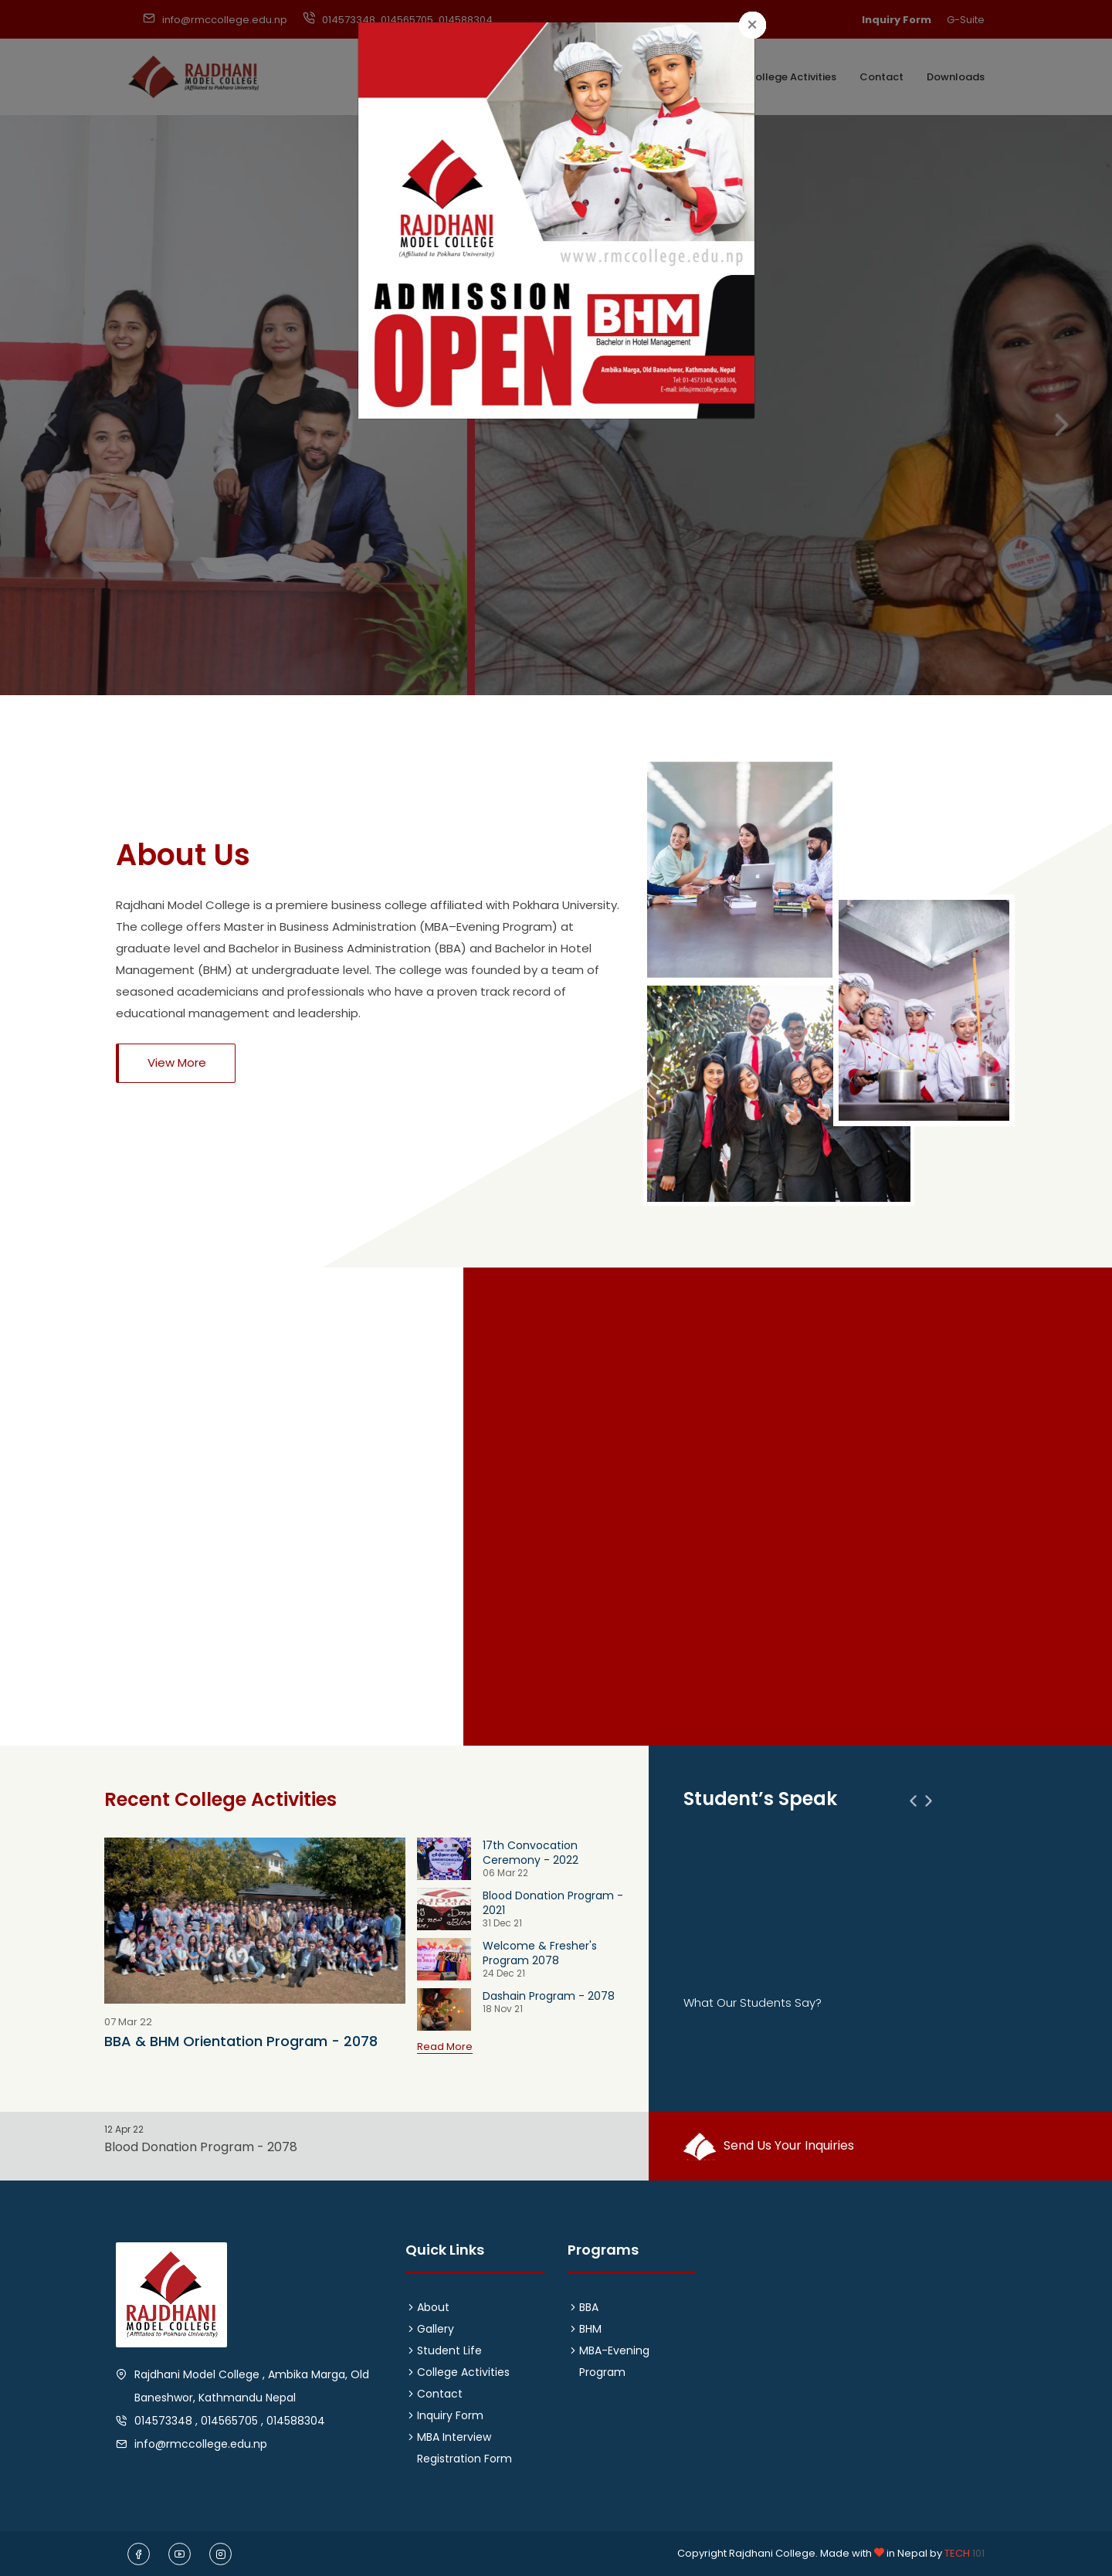 info@rmccollege.edu.np
014573348, 014565705, 014588304
Inquiry Form
G-Suite
RAJDHANI
MODEL COLLEGE
(Affiliated to Pokhara University)
College Activities
Contact
Downloads
×
RAJDHANI
MODEL COLLEGE
(Affiliated to Pokhara University)
www.rmccollege.edu.np
ADMISSION
OPEN
BHM
Bachelor in Hotel Management
Ambika Marga, Old Baneshwor, Kathmandu, Nepal
Tel: 01-4573348, 4588304,
E-mail: info@rmccollege.edu.np
About Us
Rajdhani Model College is a premiere business college affiliated with Pokhara University.
The college offers Master in Business Administration (MBA–Evening Program) at
graduate level and Bachelor in Business Administration (BBA) and Bachelor in Hotel
Management (BHM) at undergraduate level. The college was founded by a team of
seasoned academicians and professionals who have a proven track record of
educational management and leadership.
View More
Recent College Activities
07 Mar 22
BBA & BHM Orientation Program - 2078
17th Convocation
Ceremony - 2022
06 Mar 22
Blood Donation Program -
2021
31 Dec 21
Welcome & Fresher's
Program 2078
24 Dec 21
Dashain Program - 2078
18 Nov 21
Read More
Student’s Speak
What Our Students Say?
12 Apr 22
Blood Donation Program - 2078
Send Us Your Inquiries
RAJDHANI
MODEL COLLEGE
(Affiliated to Pokhara University)
Rajdhani Model College , Ambika Marga, Old
Baneshwor, Kathmandu Nepal
014573348 , 014565705 , 014588304
info@rmccollege.edu.np
Quick Links
About
Gallery
Student Life
College Activities
Contact
Inquiry Form
MBA Interview
Registration Form
Programs
BBA
BHM
MBA-Evening
Program
Copyright Rajdhani College. Made with ♥ in Nepal by TECH 101